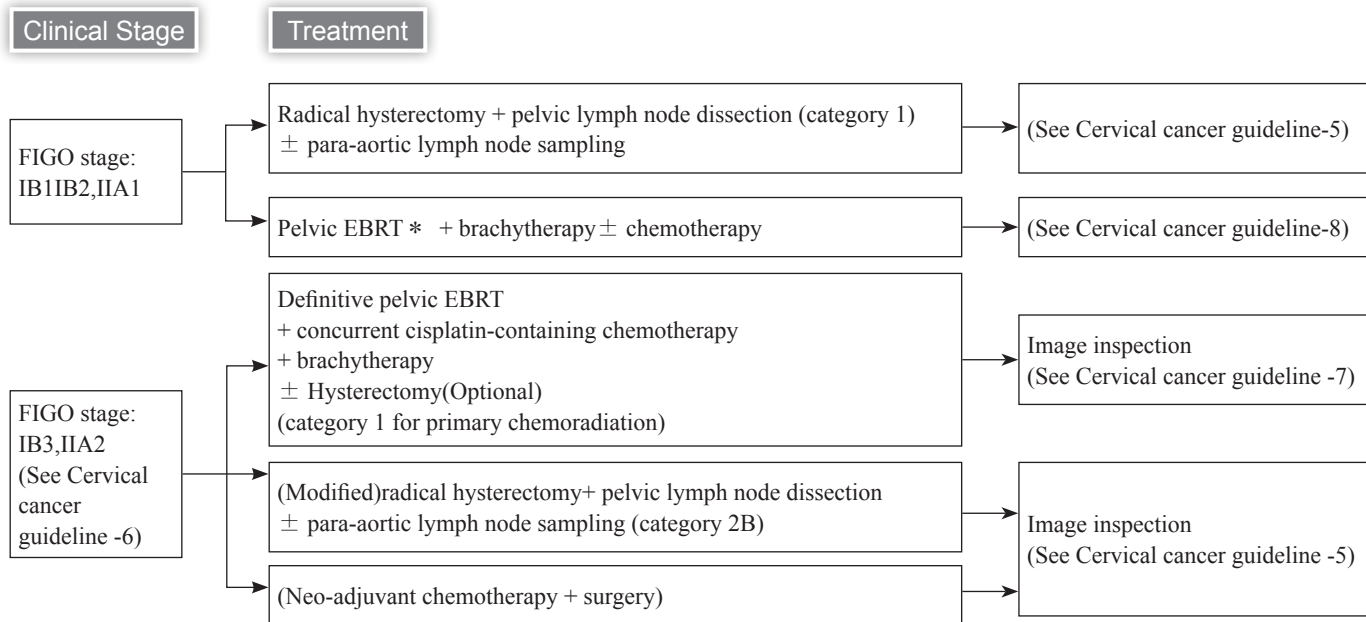 Clinical Stage
Treatment
FIGO stage:
IB1IB2,IIA1
Radical hysterectomy + pelvic lymph node dissection (category 1)
± para-aortic lymph node sampling
(See Cervical cancer guideline-5)
Pelvic EBRT * + brachytherapy ± chemotherapy
(See Cervical cancer guideline-8)
FIGO stage:
IB3,IIA2
(See Cervical
cancer
guideline -6)
Definitive pelvic EBRT
+ concurrent cisplatin-containing chemotherapy
+ brachytherapy
± Hysterectomy(Optional)
(category 1 for primary chemoradiation)
Image inspection
(See Cervical cancer guideline -7)
(Modified)radical hysterectomy+ pelvic lymph node dissection
± para-aortic lymph node sampling (category 2B)
(Neo-adjuvant chemotherapy + surgery)
Image inspection
(See Cervical cancer guideline -5)